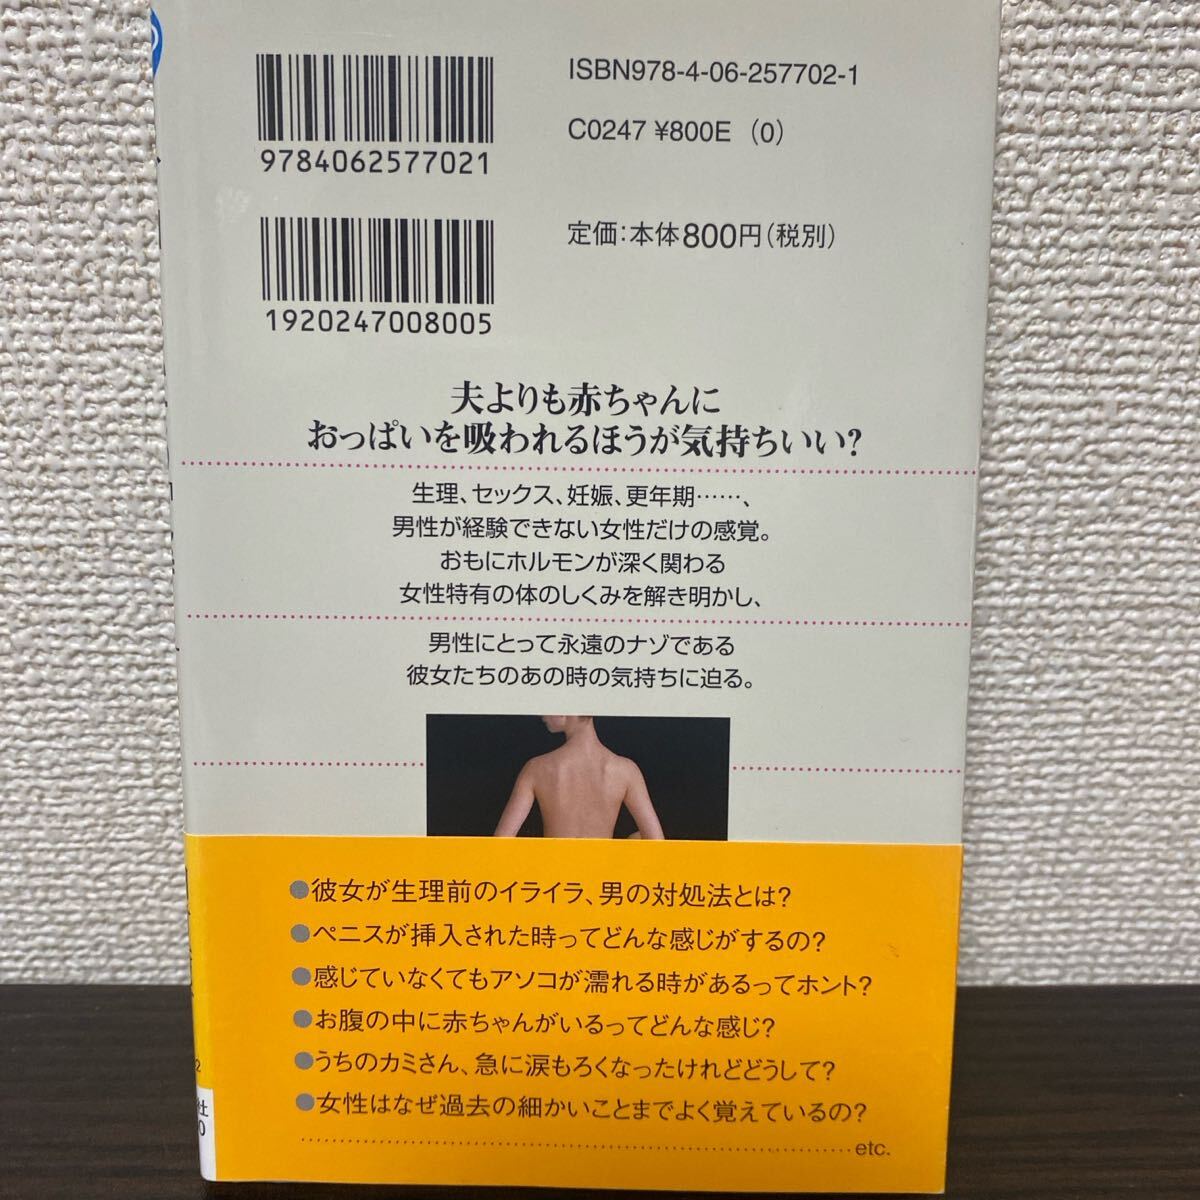 ISBN978-4-06-257702-1
C0247 ¥800E (0)
9784062577021
定価:本体800円(税別)
1920247008005
夫よりも赤ちゃんに
おっぱいを吸われるほうが気持ちいい?
生理、セックス、妊娠、更年期……、
男性が経験できない女性だけの感覚。
おもにホルモンが深く関わる
女性特有の体のしくみを解き明かし、
男性にとって永遠のナゾである
彼女たちのあの時の気持ちに迫る。
●彼女が生理前のイライラ、男の対処法とは?
●ペニスが挿入された時ってどんな感じがするの?
●感じていなくてもアソコが濡れる時があるってホント?
●お腹の中に赤ちゃんがいるってどんな感じ?
●うちのカミさん、急に涙もろくなったけれどどうして?
●女性はなぜ過去の細かいことまでよく覚えているの?
etc.